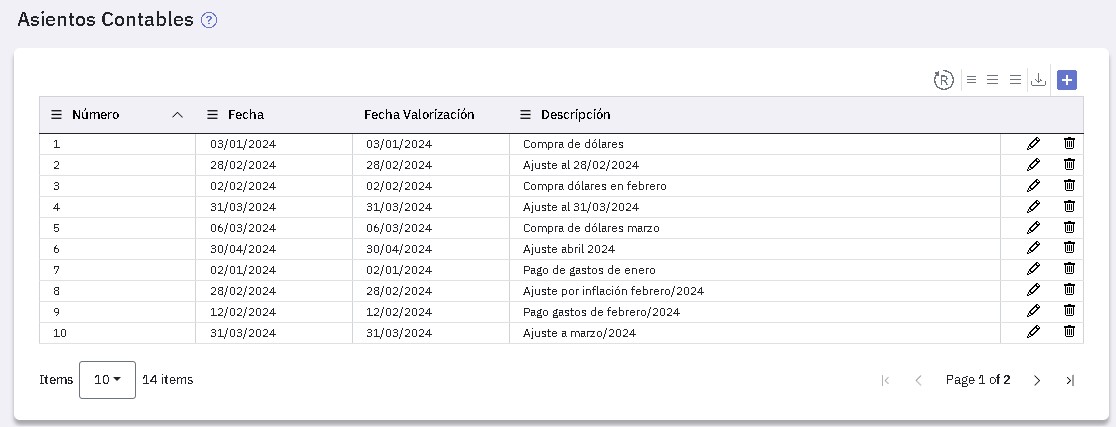 Asientos Contables ?
R
Número Fecha Fecha Valorización Descripción
1 03/01/2024 03/01/2024 Compra de dólares
2 28/02/2024 28/02/2024 Ajuste al 28/02/2024
3 02/02/2024 02/02/2024 Compra dólares en febrero
4 31/03/2024 31/03/2024 Ajuste al 31/03/2024
5 06/03/2024 06/03/2024 Compra de dólares marzo
6 30/04/2024 30/04/2024 Ajuste abril 2024
7 02/01/2024 02/01/2024 Pago de gastos de enero
8 28/02/2024 28/02/2024 Ajuste por inflación febrero/2024
9 12/02/2024 12/02/2024 Pago gastos de febrero/2024
10 31/03/2024 31/03/2024 Ajuste a marzo/2024
Items 10 14 items Page 1 of 2